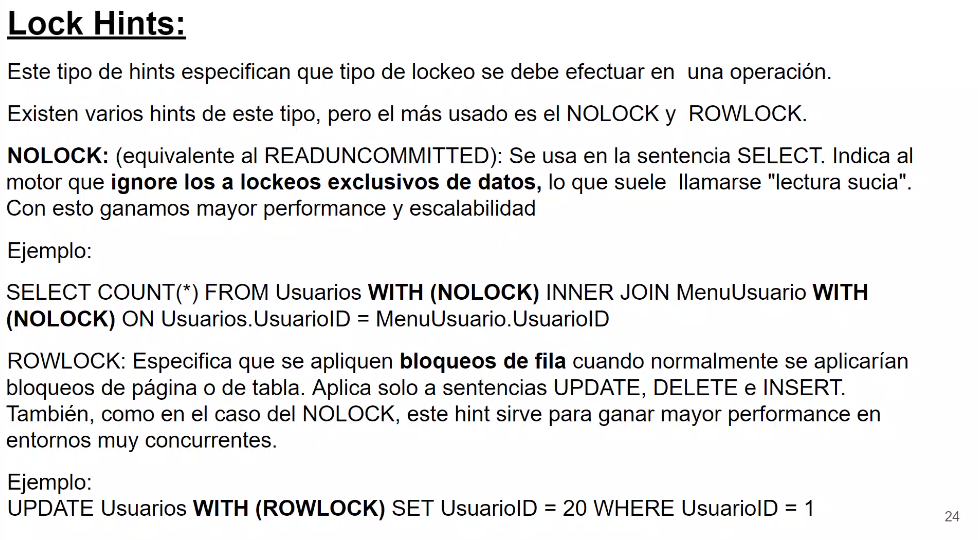 Lock Hints:
Este tipo de hints especifican que tipo de lockeo se debe efectuar en una operación.
Existen varios hints de este tipo, pero el más usado es el NOLOCK y ROWLOCK.
NOLOCK: (equivalente al READUNCOMMITTED): Se usa en la sentencia SELECT. Indica al
motor que ignore los a lockeos exclusivos de datos, lo que suele llamarse "lectura sucia".
Con esto ganamos mayor performance y escalabilidad
Ejemplo:
SELECT COUNT(*) FROM Usuarios WITH (NOLOCK) INNER JOIN MenuUsuario WITH
(NOLOCK) ON Usuarios.UsuarioID = MenuUsuario.UsuarioID
ROWLOCK: Especifica que se apliquen bloqueos de fila cuando normalmente se aplicarían
bloqueos de página o de tabla. Aplica solo a sentencias UPDATE, DELETE e INSERT.
También, como en el caso del NOLOCK, este hint sirve para ganar mayor performance en
entornos muy concurrentes.
Ejemplo:
UPDATE Usuarios WITH (ROWLOCK) SET UsuarioID = 20 WHERE UsuarioID = 1
24